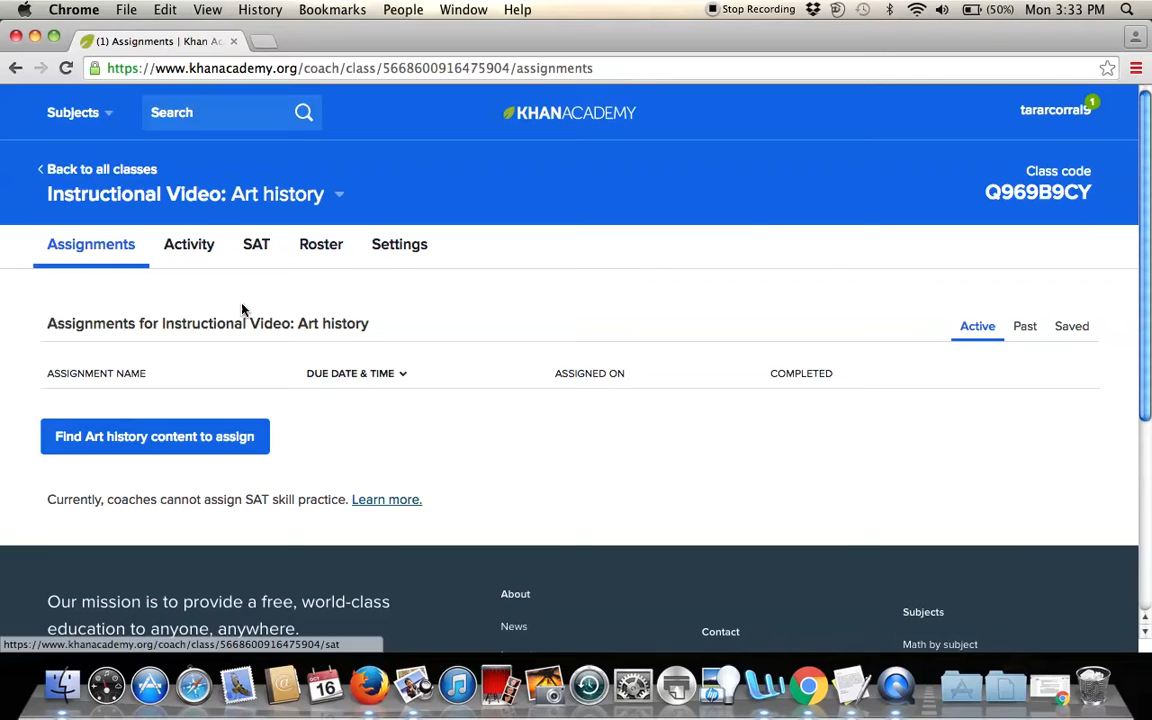 Chrome File Edit View History Bookmarks People Window Help Stop Recording (50%) Mon 3:33 PM
(1) Assignments | Khan Ac
https://www.khanacademy.org/coach/class/5668600916475904/assignments
Subjects Search KHANACADEMY tararcorral9 1
Back to all classes Class code
Instructional Video: Art history Q969B9CY
Assignments Activity SAT Roster Settings
Assignments for Instructional Video: Art history Active Past Saved
ASSIGNMENT NAME DUE DATE & TIME ASSIGNED ON COMPLETED
Find Art history content to assign
Currently, coaches cannot assign SAT skill practice. Learn more.
Our mission is to provide a free, world-class About Subjects
education to anyone, anywhere. News Contact Math by subject
https://www.khanacademy.org/coach/class/5668600916475904/sat
OCT
16